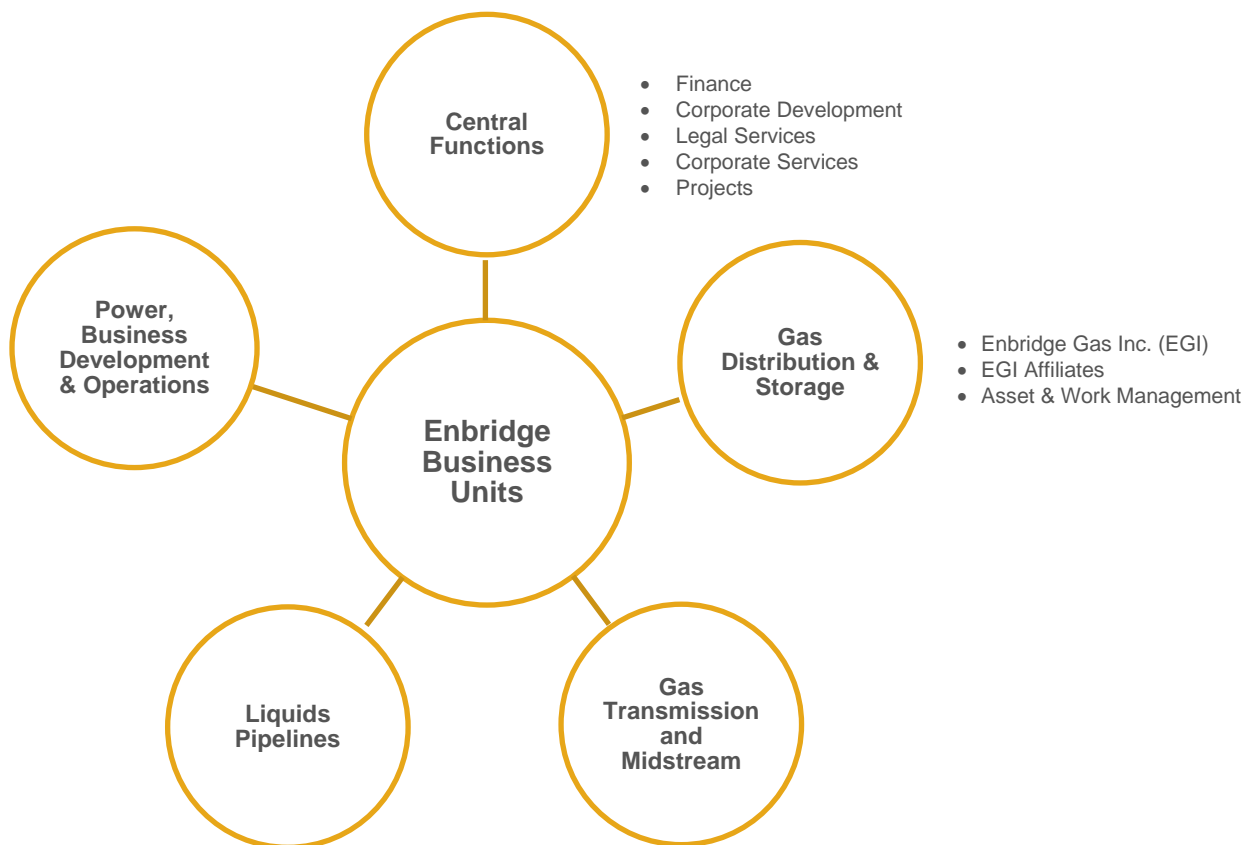 Central
Functions
• Finance
• Corporate Development
• Legal Services
• Corporate Services
• Projects
Power,
Business
Development
& Operations
Gas
Distribution &
Storage
• Enbridge Gas Inc. (EGI)
• EGI Affiliates
• Asset & Work Management
Enbridge
Business
Units
Liquids
Pipelines
Gas
Transmission
and
Midstream